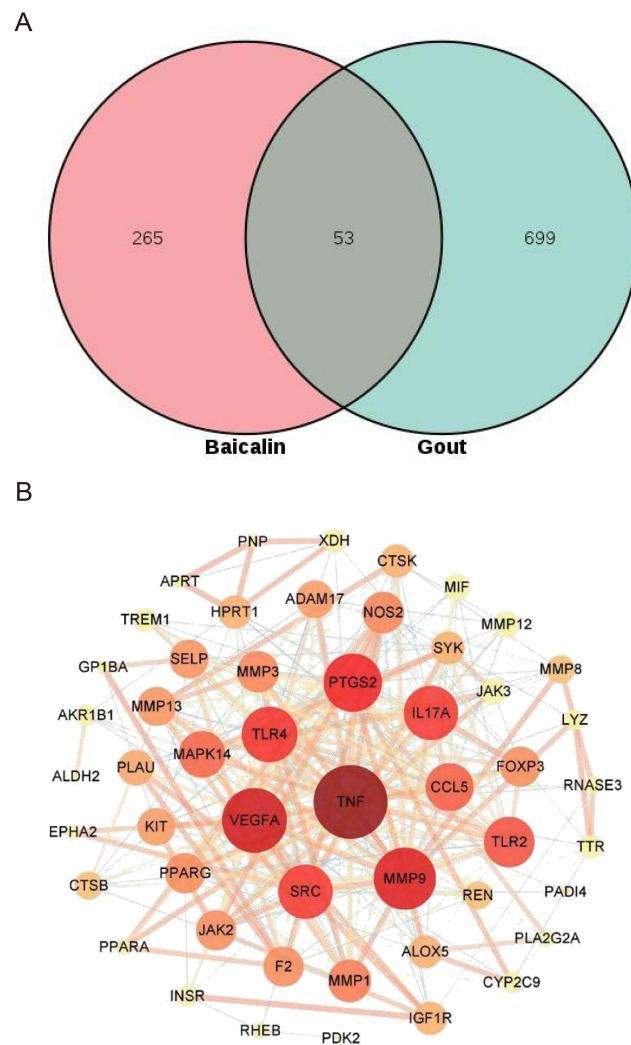 A
265 53 699
Baicalin Gout
B
PNP XDH
CTSK
APRT MIF
HPRT1 ADAM17 NOS2
TREM1 MMP12
SYK
GP1BA SELP MMP3 PTGS2 MMP8
JAK3
AKR1B1 MMP13 IL17A LYZ
TLR4
MAPK14 FOXP3
ALDH2 PLAU CCL5 RNASE3
TNF
EPHA2 KIT VEGFA TLR2 TTR
CTSB PPARG SRC MMP9 REN PADI4
JAK2 PLA2G2A
PPARA ALOX5
F2 MMP1 CYP2C9
INSR IGF1R
RHEB PDK2